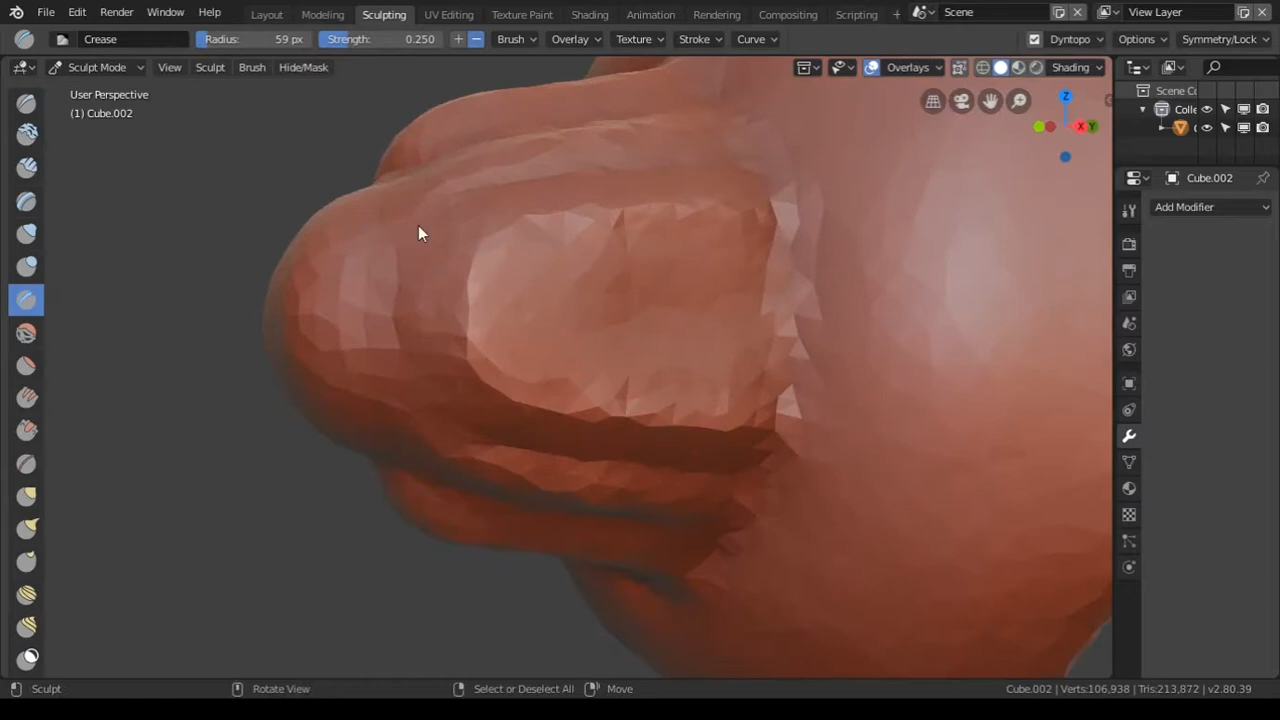 File Edit Render Window Help Layout Modeling Sculpting UV Editing Texture Paint Shading Animation Rendering Compositing Scripting + Scene View Layer
Crease Radius: 59 px Strength: 0.250 Brush Overlay Texture Stroke Curve Dyntopo Options Symmetry/Lock
Sculpt Mode View Sculpt Brush Hide/Mask Overlays Shading
User Perspective
(1) Cube.002
Z
X Y
Scene Co
Colle
Cube.002
Add Modifier
Sculpt Rotate View Select or Deselect All Move Cube.002 | Verts:106,938 | Tris:213,872 | v2.80.39